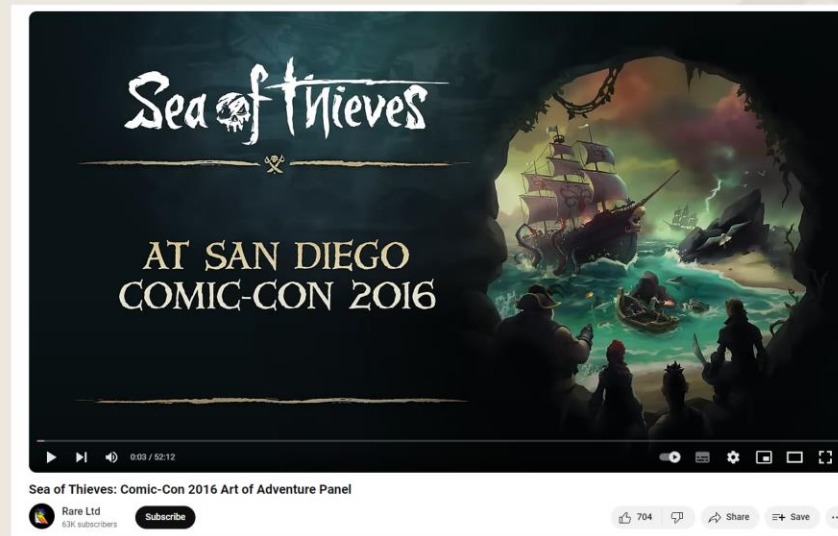 Sea of Thieves
AT SAN DIEGO
COMIC-CON 2016
0:03 / 52:12
Sea of Thieves: Comic-Con 2016 Art of Adventure Panel
Rare Ltd
63K subscribers
Subscribe
704
Share
Save